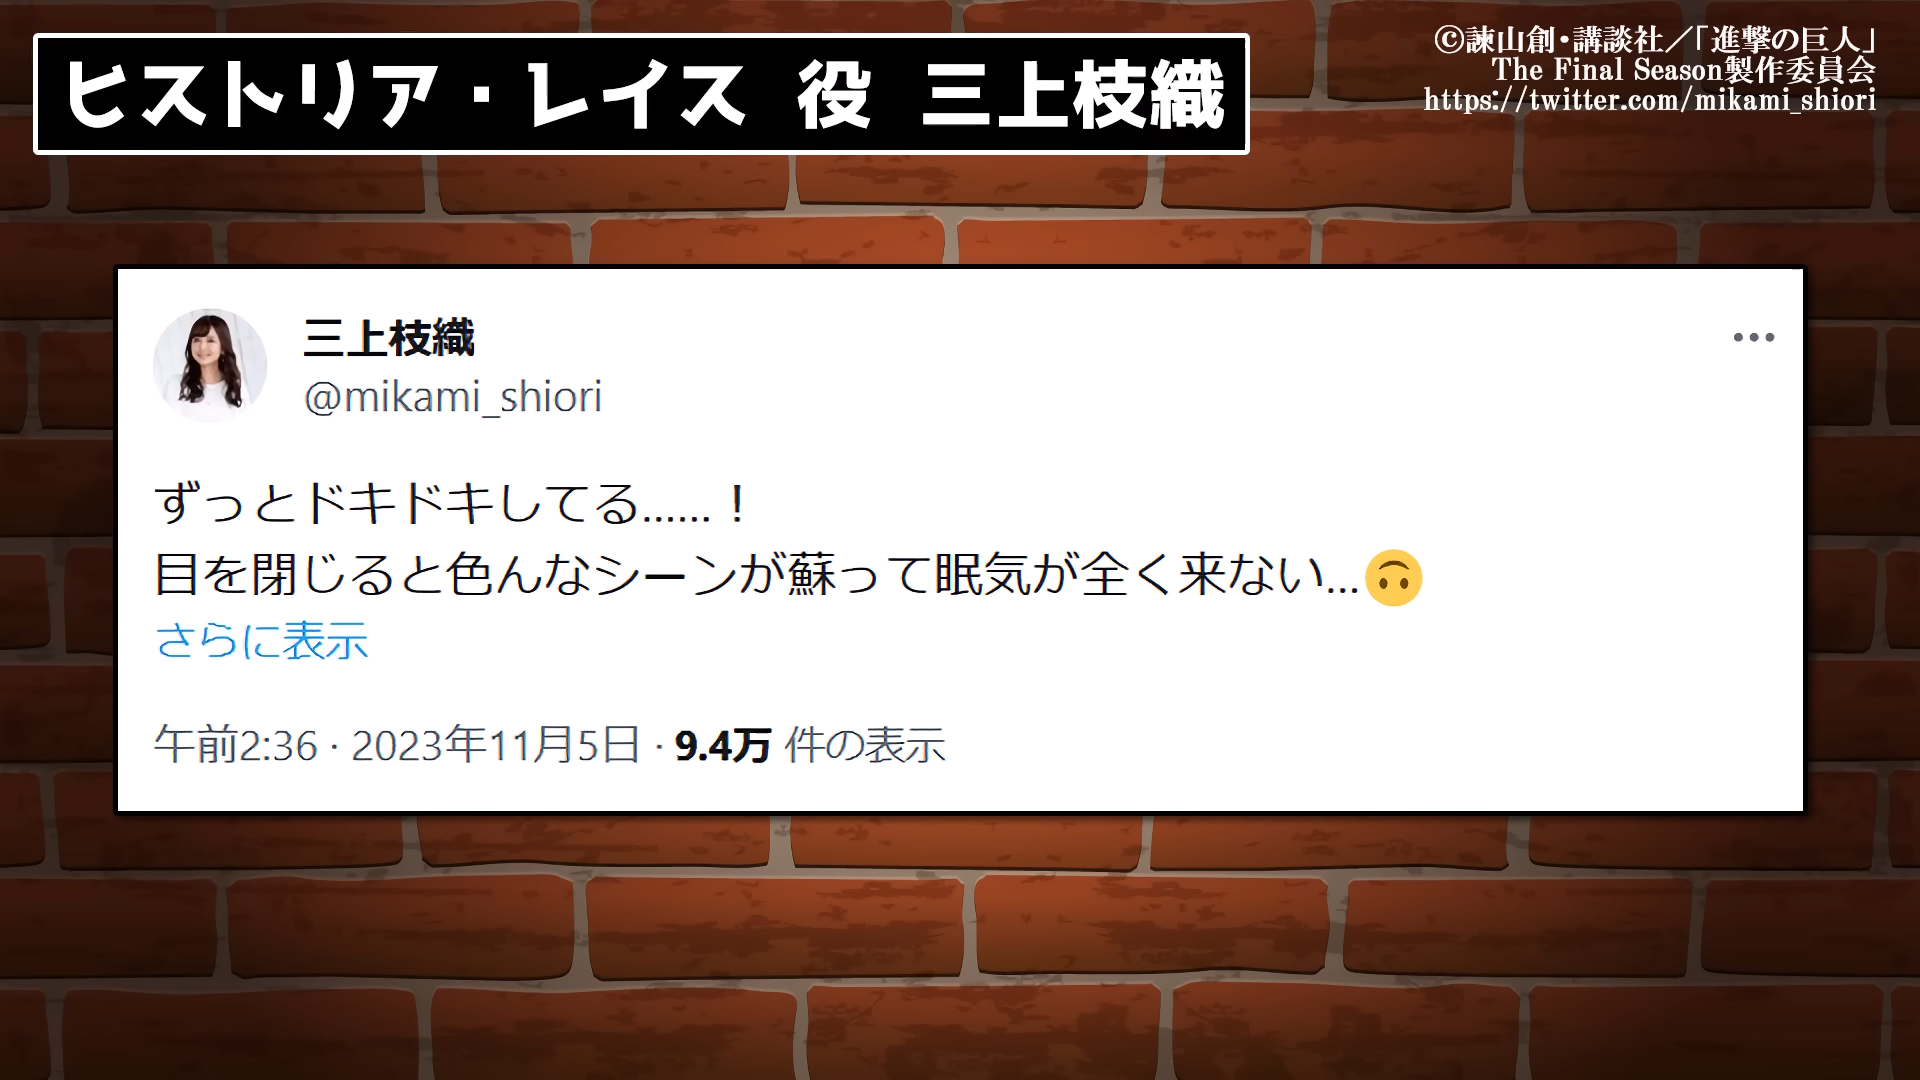 ヒストリア・レイス 役 三上枝織
©諫山創・講談社／「進撃の巨人」
The Final Season製作委員会
https://twitter.com/mikami_shiori
三上枝織
@mikami_shiori
ずっとドキドキしてる……！
目を閉じると色んなシーンが蘇って眠気が全く来ない…🙃
さらに表示
午前2:36 · 2023年11月5日 · 9.4万 件の表示